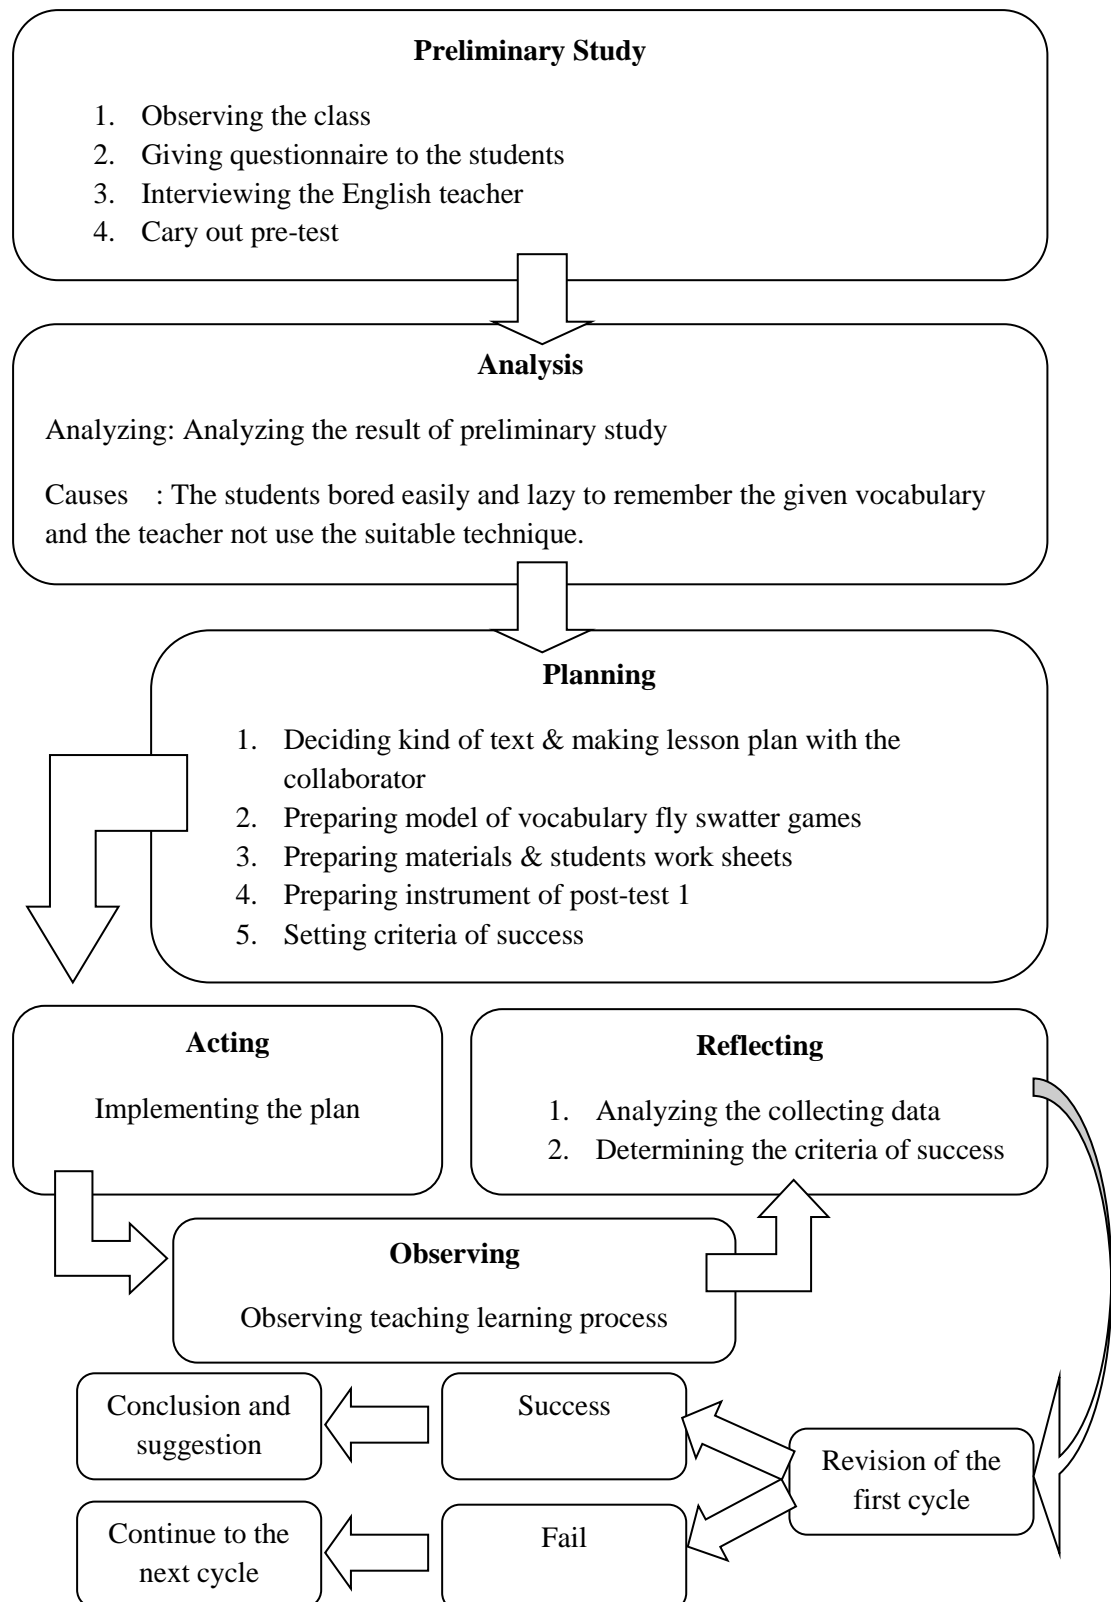 Preliminary Study
1. Observing the class
2. Giving questionnaire to the students
3. Interviewing the English teacher
4. Cary out pre-test
Analysis
Analyzing: Analyzing the result of preliminary study
Causes : The students bored easily and lazy to remember the given vocabulary
and the teacher not use the suitable technique.
Planning
1. Deciding kind of text & making lesson plan with the
collaborator
2. Preparing model of vocabulary fly swatter games
3. Preparing materials & students work sheets
4. Preparing instrument of post-test 1
5. Setting criteria of success
Acting
Implementing the plan
Reflecting
1. Analyzing the collecting data
2. Determining the criteria of success
Observing
Observing teaching learning process
Conclusion and
suggestion
Success
Revision of the
first cycle
Continue to the
next cycle
Fail